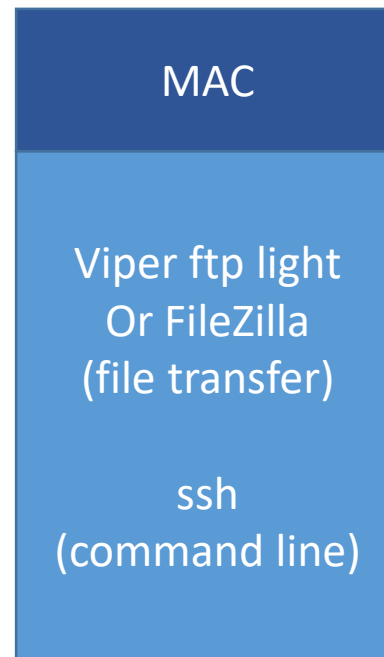 MAC
Viper ftp light
Or FileZilla
(file transfer)
ssh
(command line)